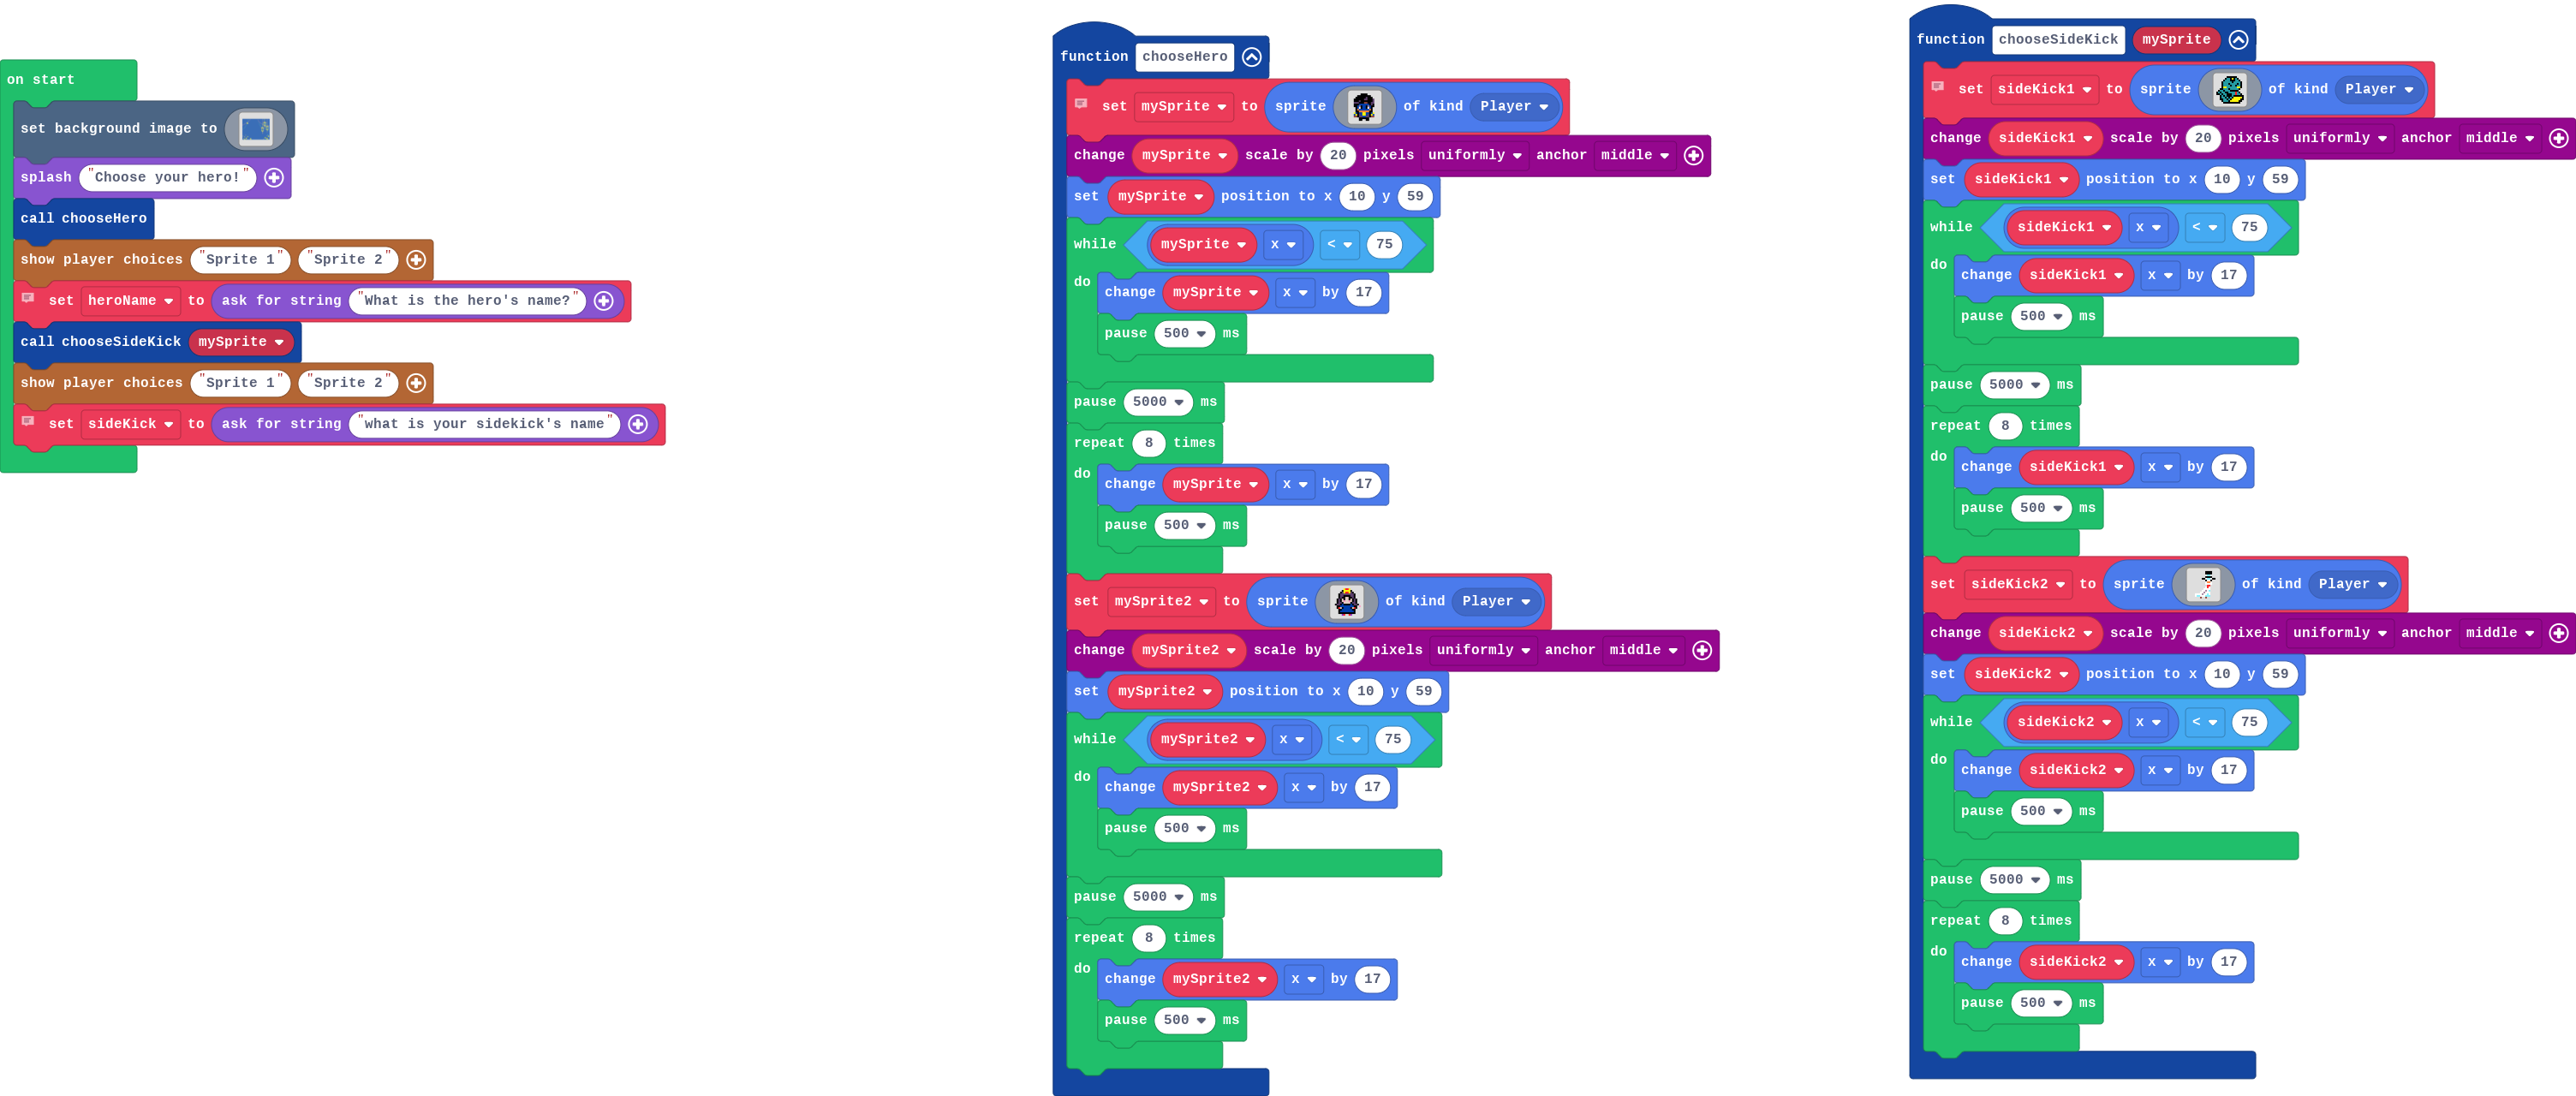 on start
set background image to
splash "Choose your hero!"
call chooseHero
show player choices "Sprite 1" "Sprite 2"
set heroName to ask for string "What is the hero's name?"
call chooseSideKick mySprite
show player choices "Sprite 1" "Sprite 2"
set sideKick to ask for string "what is your sidekick's name"
function chooseHero
set mySprite to sprite of kind Player
change mySprite scale by 20 pixels uniformly anchor middle
set mySprite position to x 10 y 59
while mySprite x < 75
do
change mySprite x by 17
pause 500 ms
pause 5000 ms
repeat 8 times
do
change mySprite x by 17
pause 500 ms
set mySprite2 to sprite of kind Player
change mySprite2 scale by 20 pixels uniformly anchor middle
set mySprite2 position to x 10 y 59
while mySprite2 x < 75
do
change mySprite2 x by 17
pause 500 ms
pause 5000 ms
repeat 8 times
do
change mySprite2 x by 17
pause 500 ms
function chooseSideKick mySprite
set sideKick1 to sprite of kind Player
change sideKick1 scale by 20 pixels uniformly anchor middle
set sideKick1 position to x 10 y 59
while sideKick1 x < 75
do
change sideKick1 x by 17
pause 500 ms
pause 5000 ms
repeat 8 times
do
change sideKick1 x by 17
pause 500 ms
set sideKick2 to sprite of kind Player
change sideKick2 scale by 20 pixels uniformly anchor middle
set sideKick2 position to x 10 y 59
while sideKick2 x < 75
do
change sideKick2 x by 17
pause 500 ms
pause 5000 ms
repeat 8 times
do
change sideKick2 x by 17
pause 500 ms